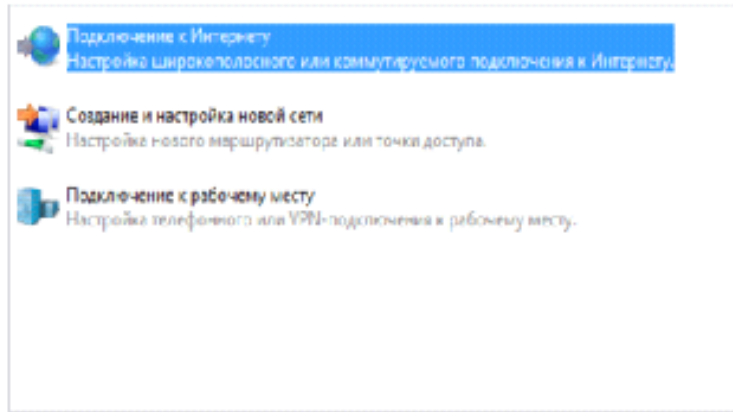 Подключение к Интернету
Настройка широкополосного или коммутируемого подключения к Интернету.
Создание и настройка новой сети
Настройка нового маршрутизатора или точки доступа.
Подключение к рабочему месту
Настройка телефонного или VPN-подключения к рабочему месту.